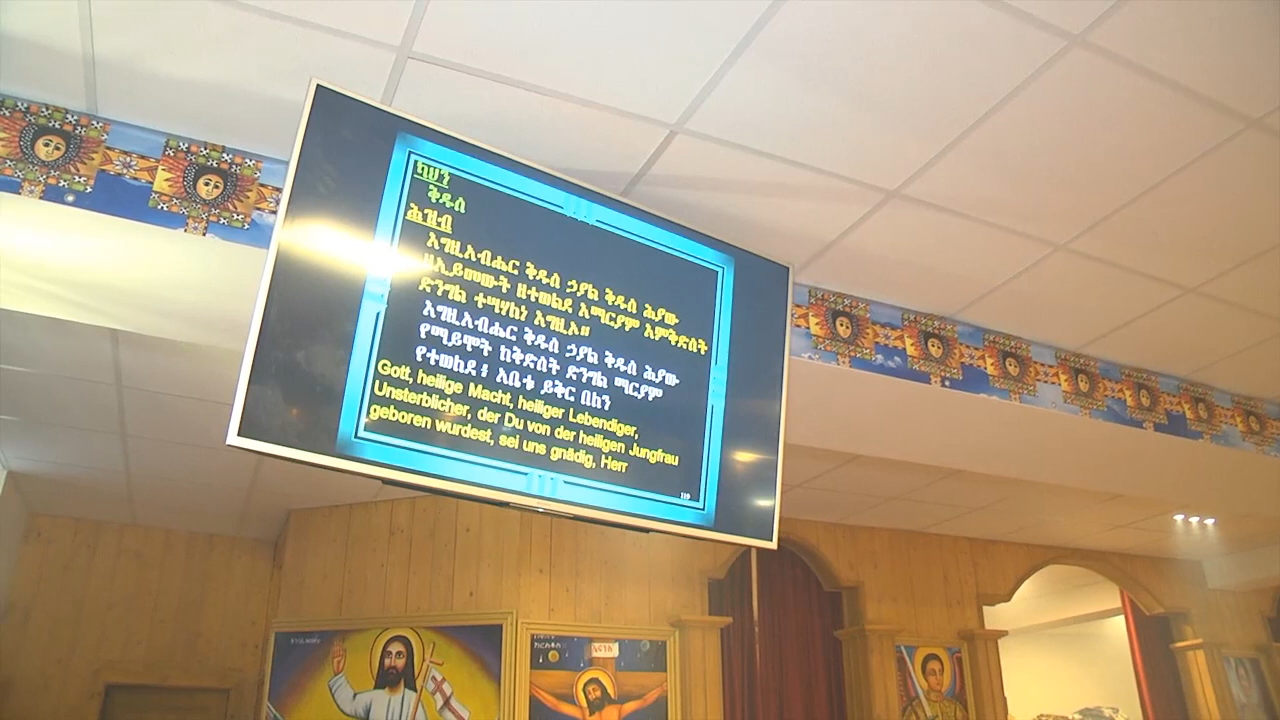 ካህን
ቅዱስ
ሕዝብ
እግዚአብሔር ቅዱስ ኃያል ቅዱስ ሕያው
ዘኢይመውት ዘተወልደ እማርያም እምቅድስት
ድንግል ተሣሃለነ እግዚኦ።
እግዚአብሔር ቅዱስ ኃያል ቅዱስ ሕያው
የማይሞት ከቅድስት ድንግል ማርያም
የተወለደ፤ አቤቱ ይቅር በለን
Gott, heilige Macht, heiliger Lebendiger,
Unsterblicher, der Du von der heiligen Jungfrau
geboren wurdest, sei uns gnädig, Herr
119